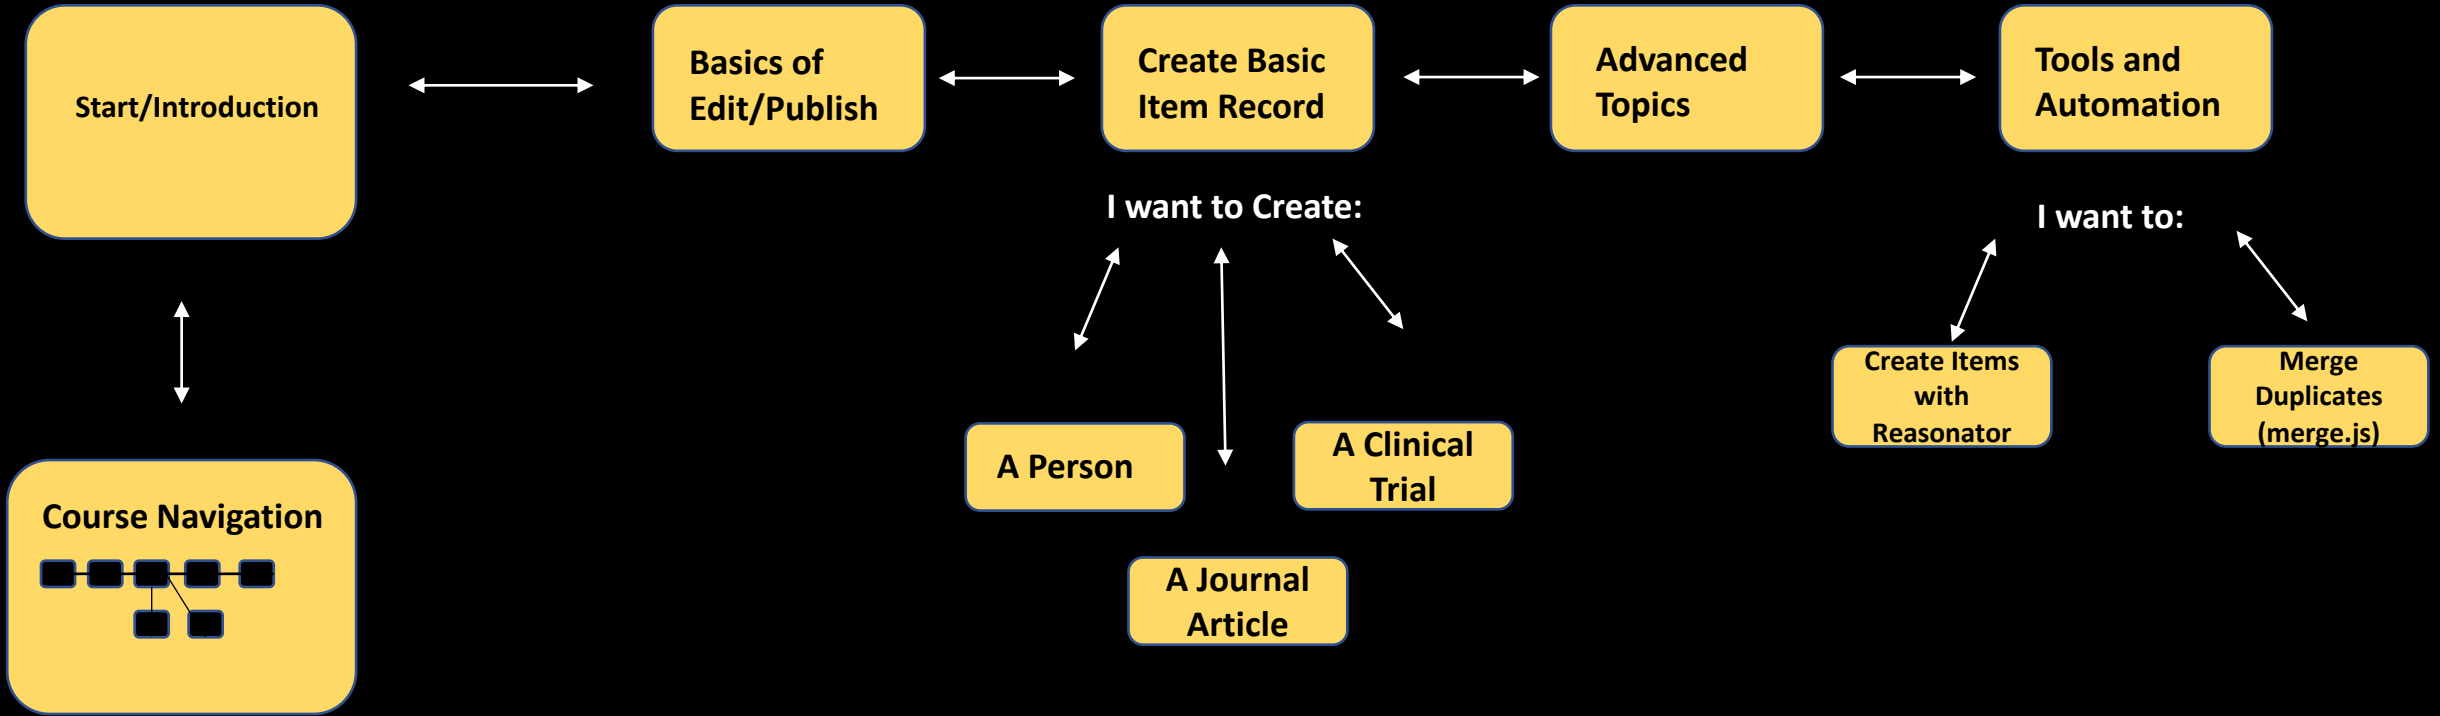 Start/Introduction
Basics of
Edit/Publish
Create Basic
Item Record
Advanced
Topics
Tools and
Automation
I want to Create:
I want to:
Create Items
with
Reasonator
Merge
Duplicates
(merge.js)
A Person
A Clinical
Trial
A Journal
Article
Course Navigation